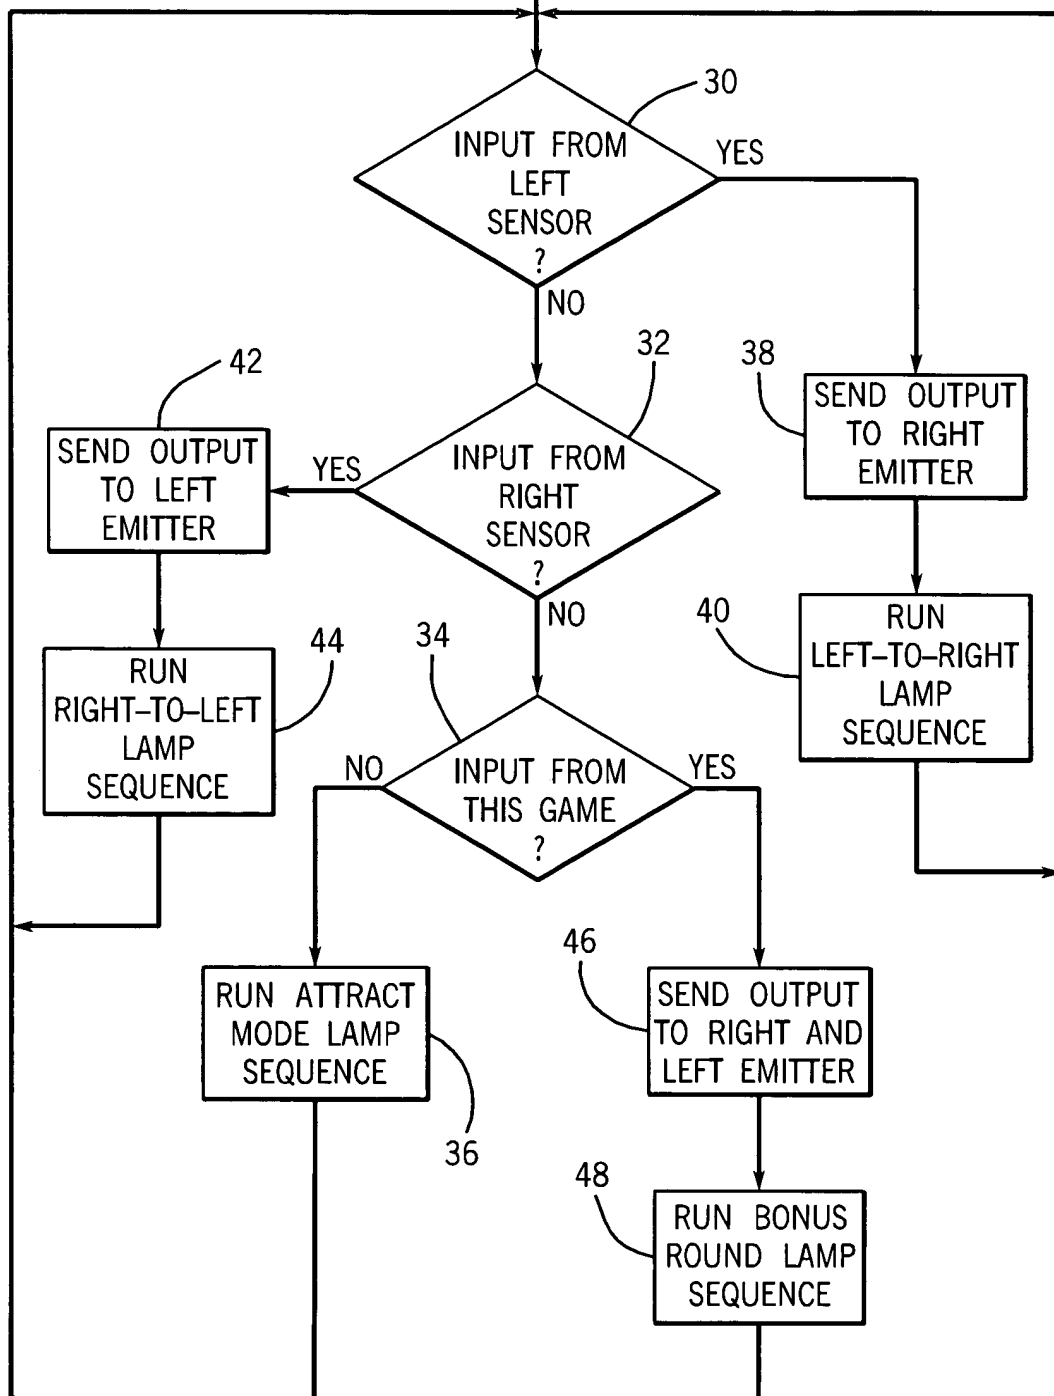 30
INPUT FROM
LEFT
SENSOR
?
YES
NO
32
INPUT FROM
RIGHT
SENSOR
?
YES
NO
38
SEND OUTPUT
TO RIGHT
EMITTER
42
SEND OUTPUT
TO LEFT
EMITTER
40
RUN
LEFT-TO-RIGHT
LAMP
SEQUENCE
44
RUN
RIGHT-TO-LEFT
LAMP
SEQUENCE
34
INPUT FROM
THIS GAME
?
NO
YES
RUN ATTRACT
MODE LAMP
SEQUENCE
36
46
SEND OUTPUT
TO RIGHT AND
LEFT EMITTER
48
RUN BONUS
ROUND LAMP
SEQUENCE